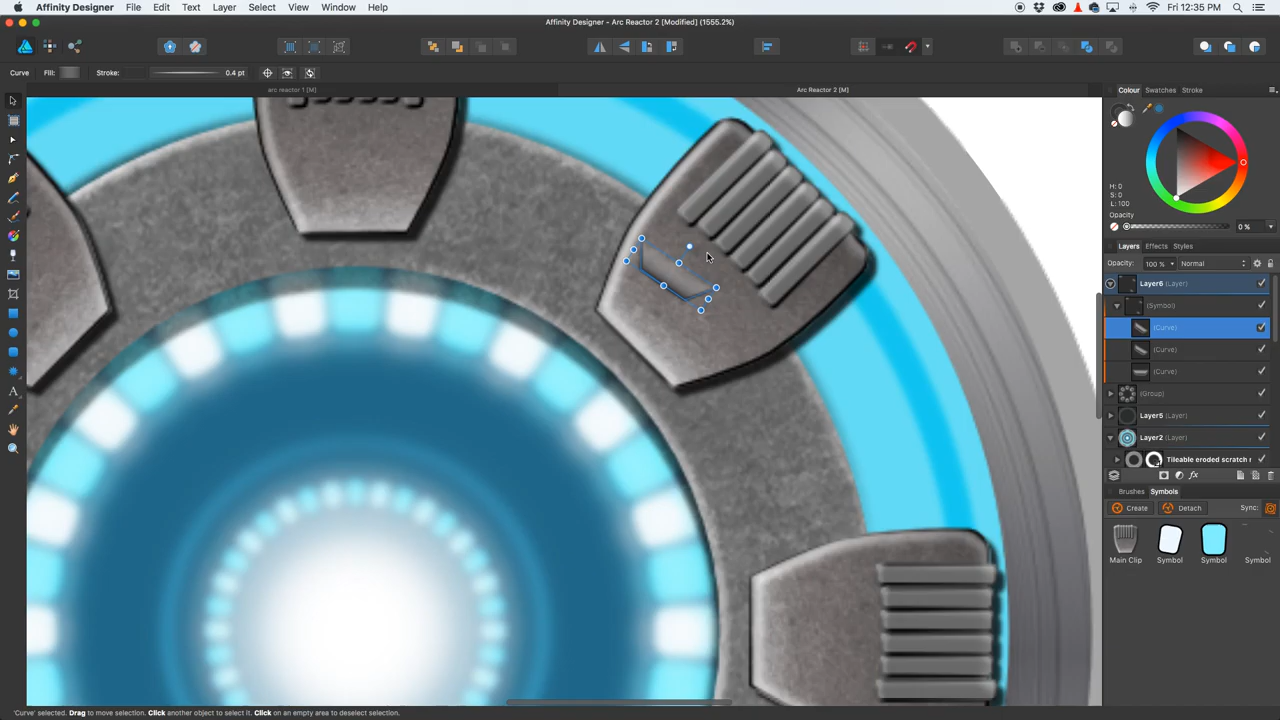 Affinity Designer File Edit Text Layer Select View Window Help Fri 12:35 PM
Affinity Designer - Arc Reactor 2 [Modified] (1555.2%)
Curve Fill: Stroke: 0.4 pt
arc reactor 1 [M] Arc Reactor 2 [M]
Colour Swatches Stroke
H: 0
S: 0
L: 100
Opacity
0 %
Layers Effects Styles
Opacity: 100 % Normal
Layer6 (Layer)
(Symbol)
(Curve)
(Curve)
(Curve)
(Group)
Layer5 (Layer)
Layer2 (Layer)
Tileable eroded scratch
Brushes Symbols
Create Detach Sync:
Main Clip Symbol Symbol Symbol
'Curve' selected. Drag to move selection. Click another object to select it. Click on an empty area to deselect selection.